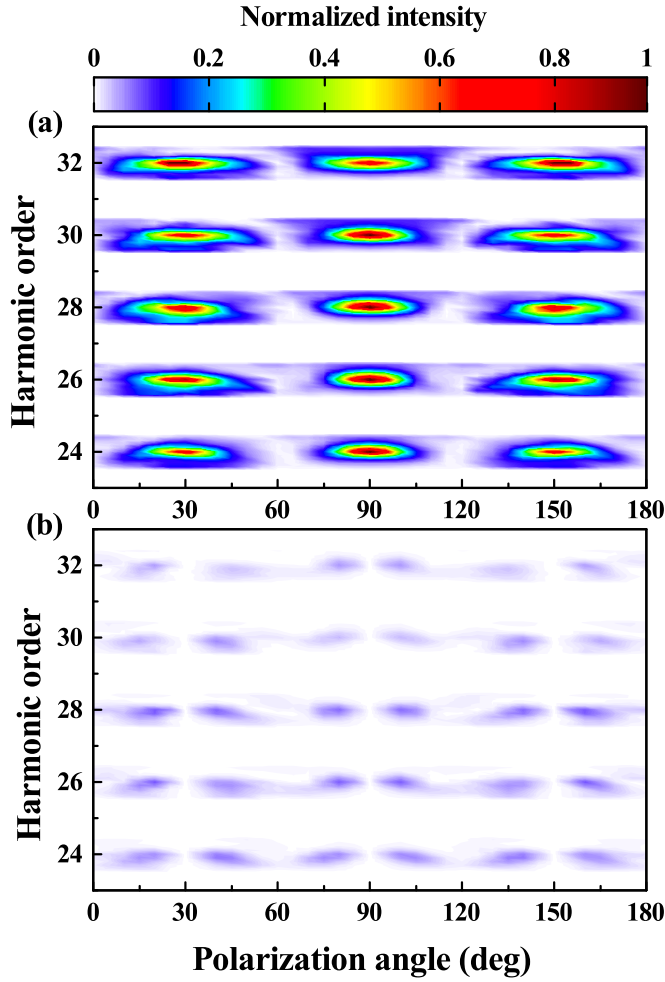 Normalized intensity
0 0.2 0.4 0.6 0.8 1
(a)
Harmonic order
32
30
28
26
24
0 30 60 90 120 150 180
(b)
Harmonic order
32
30
28
26
24
0 30 60 90 120 150 180
Polarization angle (deg)